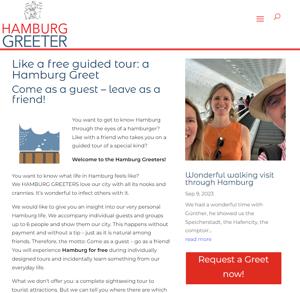 HAMBURG
GREETER
Like a free guided tour: a
Hamburg Greet
Come as a guest – leave as a
friend!
You want to get to know Hamburg
through the eyes of a hamburger?
Like with a friend who takes you on a
guided tour of a special kind?
Welcome to the Hamburg Greeters!
You want to know what life in Hamburg feels like?
We HAMBURG GREETERS love our city with all its nooks and
crannies. It's wonderful to infect others with it.
We would like to give you an insight into our very personal
Hamburg life. We accompany individual guests and groups
up to 6 people and show them our city. This happens without
payment and without a tip – just as it is natural among
friends. Therefore, the motto: Come as a guest – go as a friend!
You will experience Hamburg for free during individually
designed tours and incidentally learn something from our
everyday life.
What we don't offer you: a complete sightseeing tour to
tourist attractions. But we can tell you where there are which
Wonderful walking visit
through Hamburg
Sep 9, 2023
We had a wonderful time with
Günther, he showed us the
Speicherstadt, the Hafencity, the
comptor...
read more
Request a Greet
now!